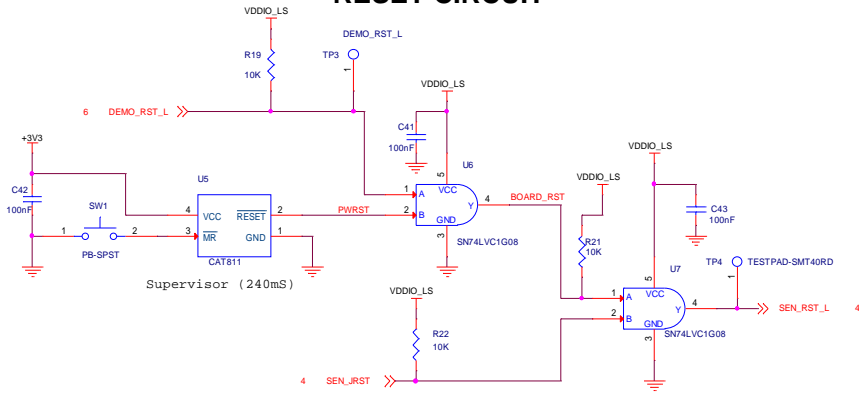 RESET CIRCUIT
VDDIO_LS
R19
10K
DEMO_RST_L
TP3
1
6 DEMO_RST_L
VDDIO_LS
C41
100nF
U6
5
VCC
1 A
2 B
Y 4
GND
3
SN74LVC1G08
BOARD_RST
+3V3
C42
100nF
SW1
1
2
PB-SPST
U5
4 VCC
RESET 2
3 MR
GND 1
CAT811
PWRST
Supervisor (240mS)
VDDIO_LS
R21
10K
VDDIO_LS
C43
100nF
U7
5
VCC
1 A
2 B
Y 4
GND
3
SN74LVC1G08
TP4 TESTPAD-SMT40RD
1
SEN_RST_L 4
VDDIO_LS
R22
10K
4 SEN_JRST